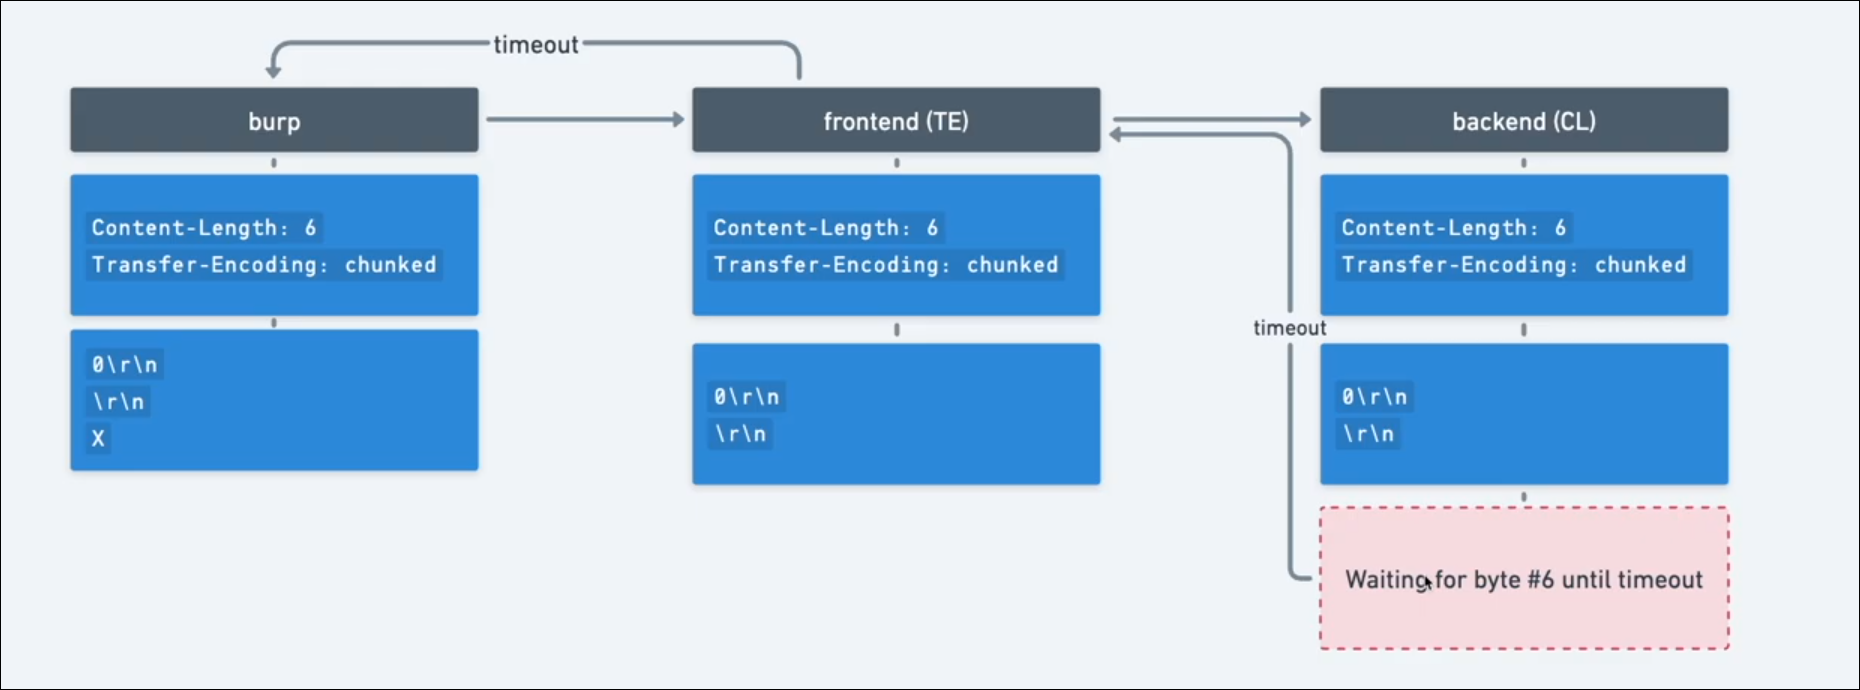 timeout
burp
frontend (TE)
backend (CL)
Content-Length: 6
Transfer-Encoding: chunked
Content-Length: 6
Transfer-Encoding: chunked
Content-Length: 6
Transfer-Encoding: chunked
timeout
0\r\n
\r\n
X
0\r\n
\r\n
0\r\n
\r\n
Waiting for byte #6 until timeout